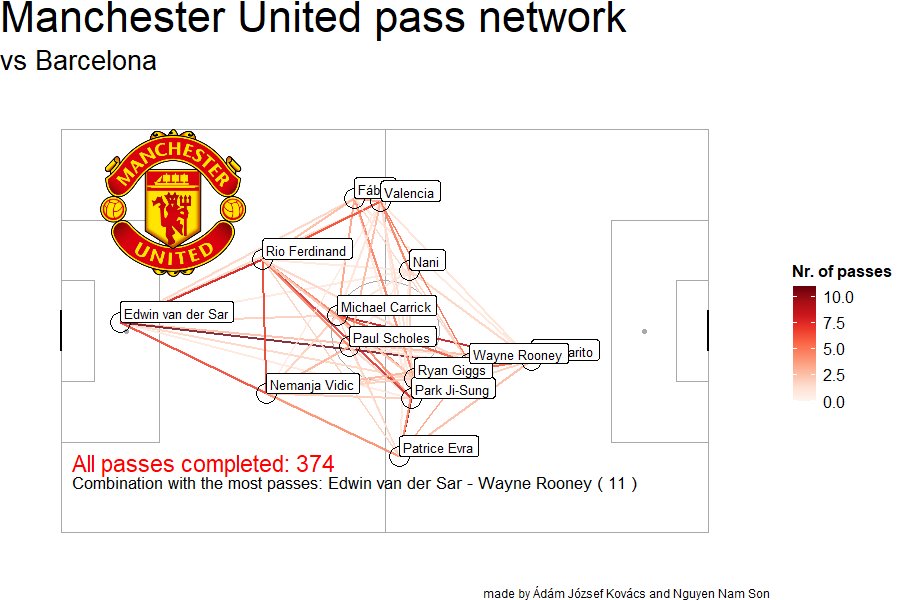 Manchester United pass network
vs Barcelona
MANCHESTER
UNITED
Fáb
Valencia
Rio Ferdinand
Nani
Edwin van der Sar
Michael Carrick
Paul Scholes
Wayne Rooney
arito
Ryan Giggs
Nemanja Vidic
Park Ji-Sung
Patrice Evra
All passes completed: 374
Combination with the most passes: Edwin van der Sar - Wayne Rooney ( 11 )
Nr. of passes
10.0
7.5
5.0
2.5
0.0
made by Ádám József Kovács and Nguyen Nam Son